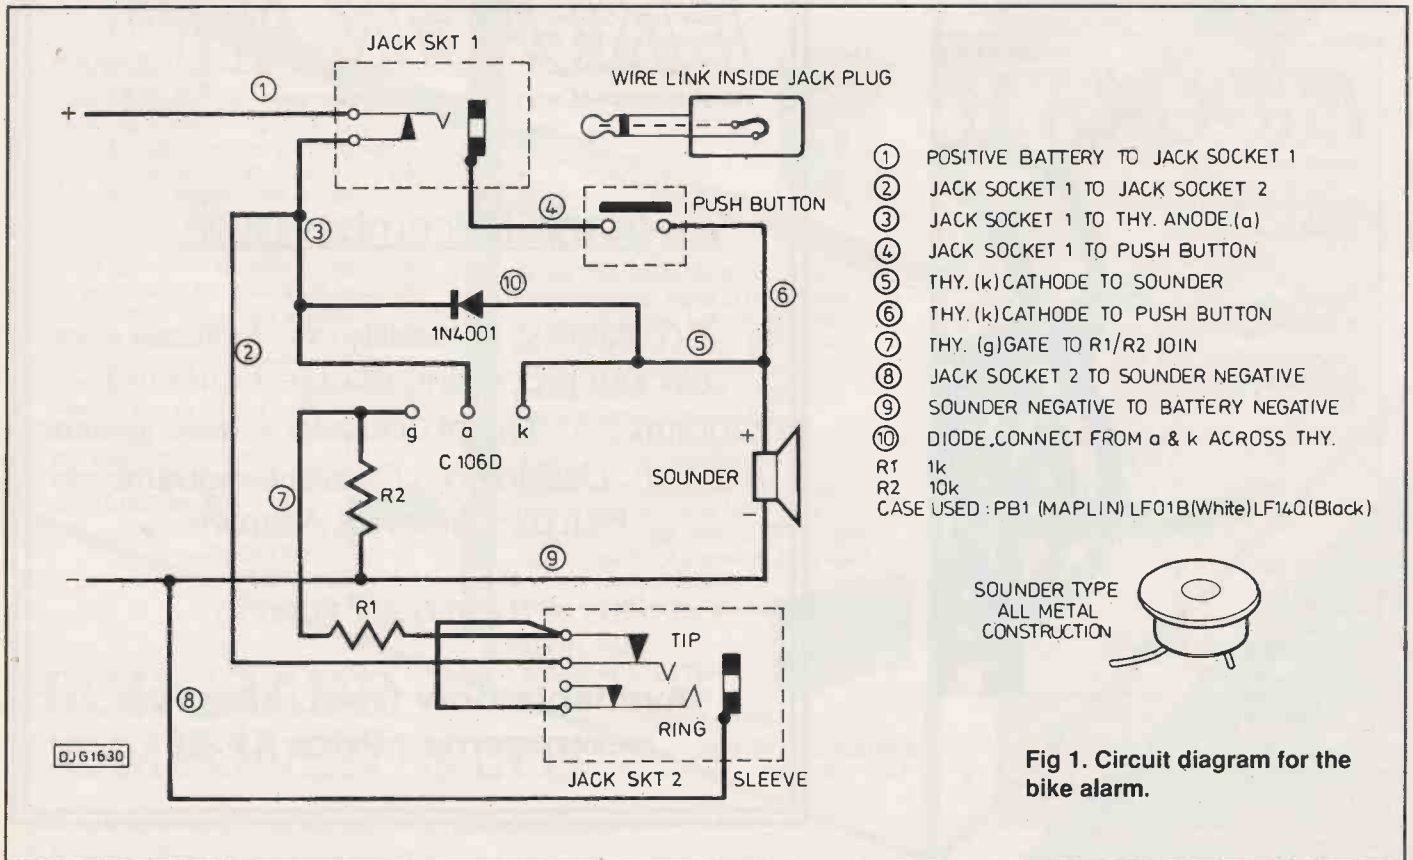 JACK SKT 1
WIRE LINK INSIDE JACK PLUG
1
+
4
PUSH BUTTON
3
10
6
1N4001
2
5
g
a
k
C106D
7
R2
+
SOUNDER
−
9
−
R1
TIP
8
RING
DJG1630
JACK SKT 2
SLEEVE
1 POSITIVE BATTERY TO JACK SOCKET 1
2 JACK SOCKET 1 TO JACK SOCKET 2
3 JACK SOCKET 1 TO THY. ANODE.(a)
4 JACK SOCKET 1 TO PUSH BUTTON
5 THY. (k) CATHODE TO SOUNDER
6 THY. (k) CATHODE TO PUSH BUTTON
7 THY. (g) GATE TO R1/R2 JOIN
8 JACK SOCKET 2 TO SOUNDER NEGATIVE
9 SOUNDER NEGATIVE TO BATTERY NEGATIVE
10 DIODE.CONNECT FROM a & k ACROSS THY.
R1 1k
R2 10k
CASE USED : PB1 (MAPLIN) LF01B(White) LF14Q(Black)
SOUNDER TYPE
ALL METAL
CONSTRUCTION
Fig 1. Circuit diagram for the
bike alarm.